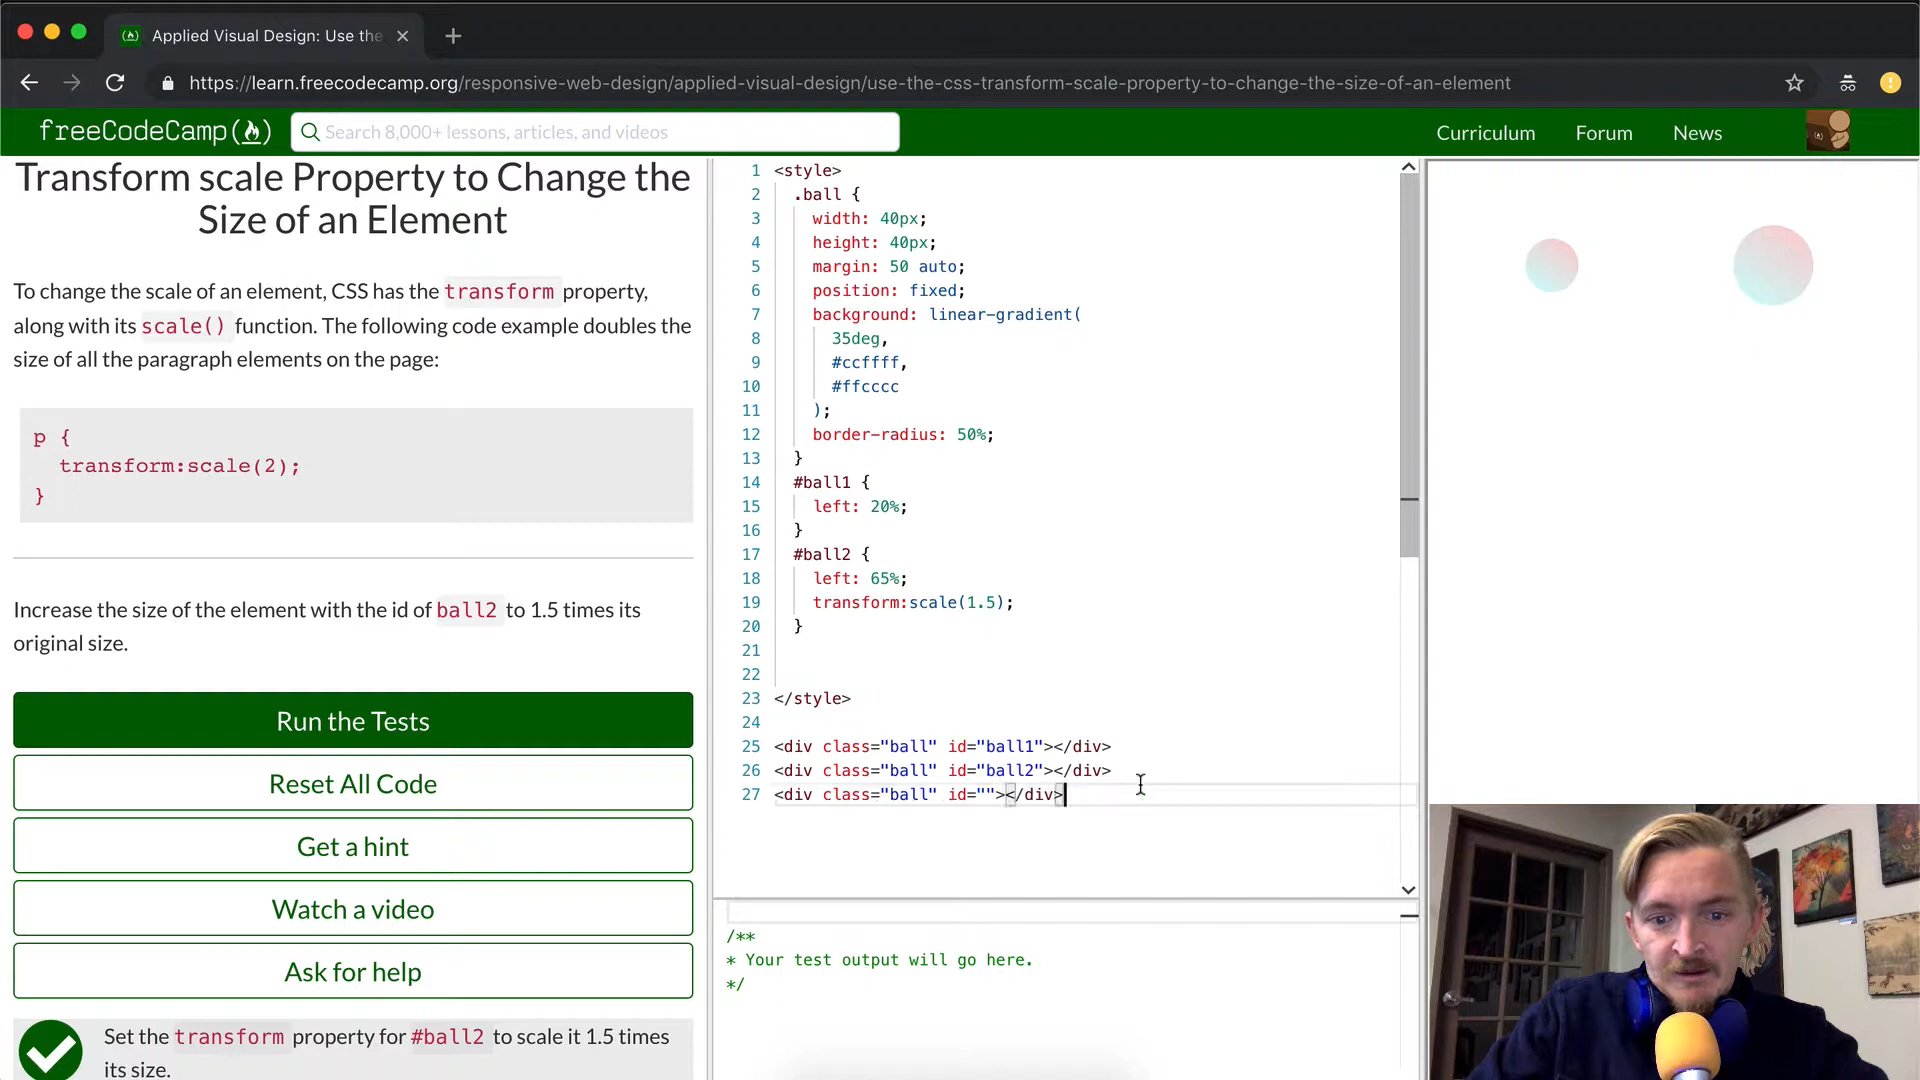 Applied Visual Design: Use the
https://learn.freecodecamp.org/responsive-web-design/applied-visual-design/use-the-css-transform-scale-property-to-change-the-size-of-an-element
freeCodeCamp
Search 8,000+ lessons, articles, and videos
Curriculum
Forum
News
Transform scale Property to Change the
Size of an Element
To change the scale of an element, CSS has the transform property,
along with its scale() function. The following code example doubles the
size of all the paragraph elements on the page:
p {
transform:scale(2);
}
Increase the size of the element with the id of ball2 to 1.5 times its
original size.
Run the Tests
Reset All Code
Get a hint
Watch a video
Ask for help
Set the transform property for #ball2 to scale it 1.5 times
its size.
1 <style>
2 .ball {
3 width: 40px;
4 height: 40px;
5 margin: 50 auto;
6 position: fixed;
7 background: linear-gradient(
8 35deg,
9 #ccffff,
10 #ffcccc
11 );
12 border-radius: 50%;
13 }
14 #ball1 {
15 left: 20%;
16 }
17 #ball2 {
18 left: 65%;
19 transform:scale(1.5);
20 }
21
22
23 </style>
24
25 <div class="ball" id="ball1"></div>
26 <div class="ball" id="ball2"></div>
27 <div class="ball" id=""></div>
/**
* Your test output will go here.
*/